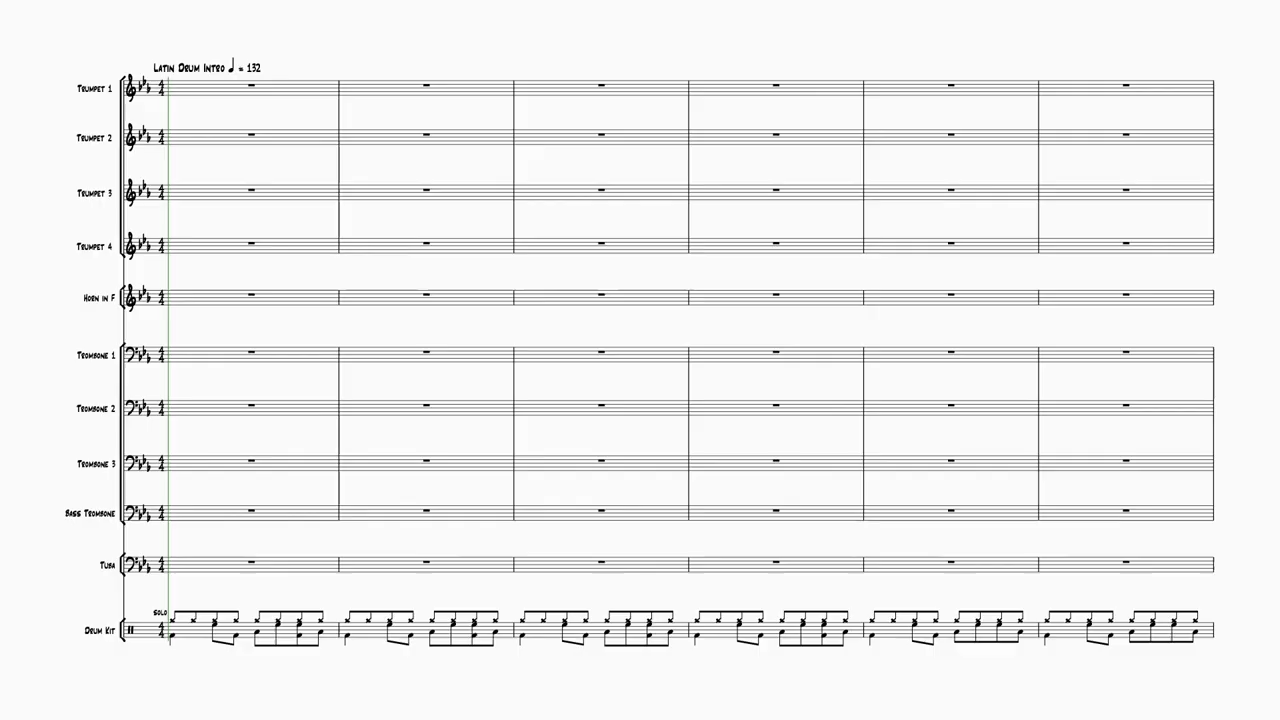 Latin Drum Intro ♩ = 132
Trumpet 1
Trumpet 2
Trumpet 3
Trumpet 4
Horn in F
Trombone 1
Trombone 2
Trombone 3
Bass Trombone
Tuba
Solo
Drum Kit